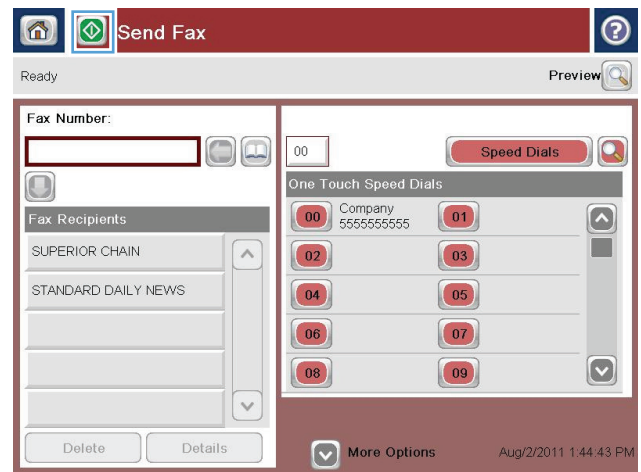 Send Fax
Ready
Preview
Fax Number:
Fax Recipients
SUPERIOR CHAIN
STANDARD DAILY NEWS
Delete
Details
00
Speed Dials
One Touch Speed Dials
00 Company 01
5555555555
02 03
04 05
06 07
08 09
More Options
Aug/2/2011 1:44:43 PM